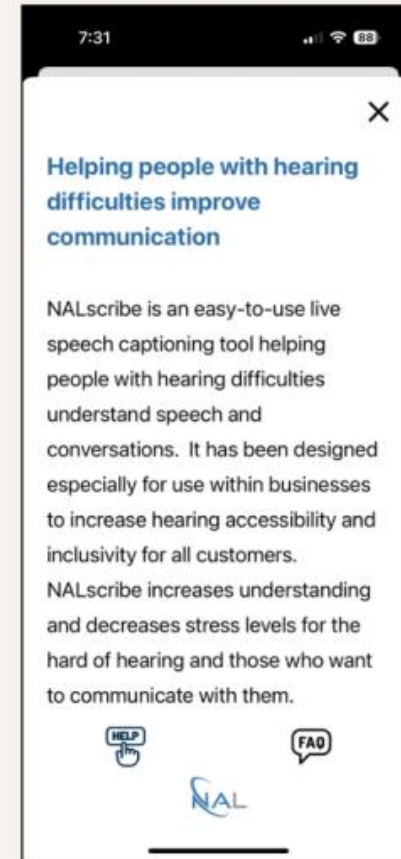 7:31
88
Helping people with hearing
difficulties improve
communication
NALscribe is an easy-to-use live
speech captioning tool helping
people with hearing difficulties
understand speech and
conversations. It has been designed
especially for use within businesses
to increase hearing accessibility and
inclusivity for all customers.
NALscribe increases understanding
and decreases stress levels for the
hard of hearing and those who want
to communicate with them.
HELP
FAQ
NAL